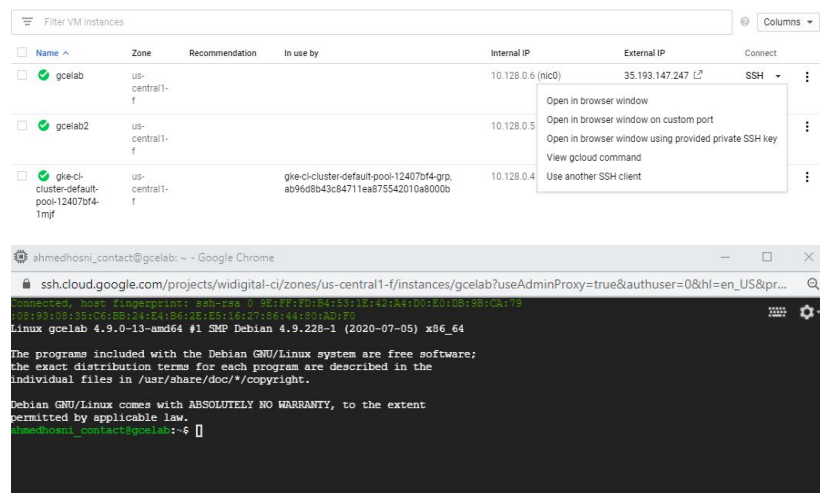 Filter VM instances
Columns
Name
Zone
Recommendation
In use by
Internal IP
External IP
Connect
gcelab
us-
central1-
f
10.128.0.6 (nic0)
35.193.147.247
SSH
Open in browser window
Open in browser window on custom port
Open in browser window using provided private SSH key
View gcloud command
Use another SSH client
gcelab2
us-
central1-
f
10.128.0.5
gke-cl-
cluster-default-
pool-12407bf4-
1mjf
us-
central1-
f
gke-cl-cluster-default-pool-12407bf4-grp,
ab96d8b43c84711ea875542010a8000b
10.128.0.4
ahmedhosni_contact@gcelab: ~ - Google Chrome
ssh.cloud.google.com/projects/widigital-ci/zones/us-central1-f/instances/gcelab?useAdminProxy=true&authuser=0&hl=en_US&pr...
Connected, host fingerprint: ssh-rsa 0 9E:FF:FD:B4:53:1E:42:A4:D0:E0:DB:9B:CA:79
:08:93:08:35:C6:BB:24:E4:B6:2E:E5:16:27:86:44:80:AD:F0
Linux gcelab 4.9.0-13-amd64 #1 SMP Debian 4.9.228-1 (2020-07-05) x86_64
The programs included with the Debian GNU/Linux system are free software;
the exact distribution terms for each program are described in the
individual files in /usr/share/doc/*/copyright.
Debian GNU/Linux comes with ABSOLUTELY NO WARRANTY, to the extent
permitted by applicable law.
ahmedhosni_contact@gcelab:~$